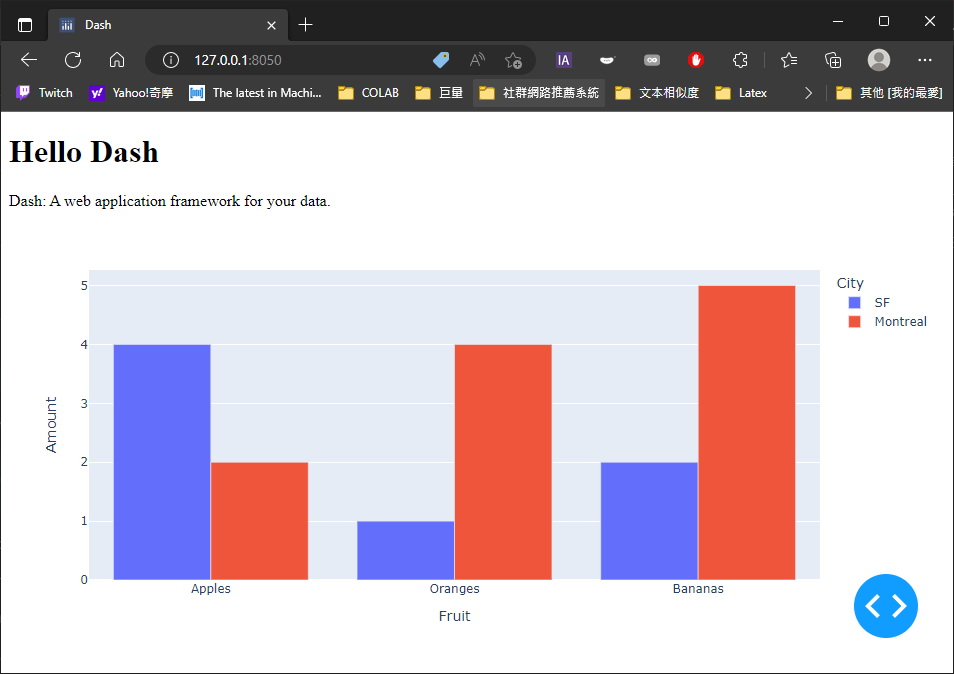 Dash
127.0.0.1:8050
IA
Twitch Yahoo!奇摩 The latest in Machi... COLAB 巨量 社群網路推薦系統 文本相似度 Latex 其他 [我的最愛]
Hello Dash
Dash: A web application framework for your data.
City
SF
Montreal
5
4
3
2
1
0
Amount
Apples Oranges Bananas
Fruit